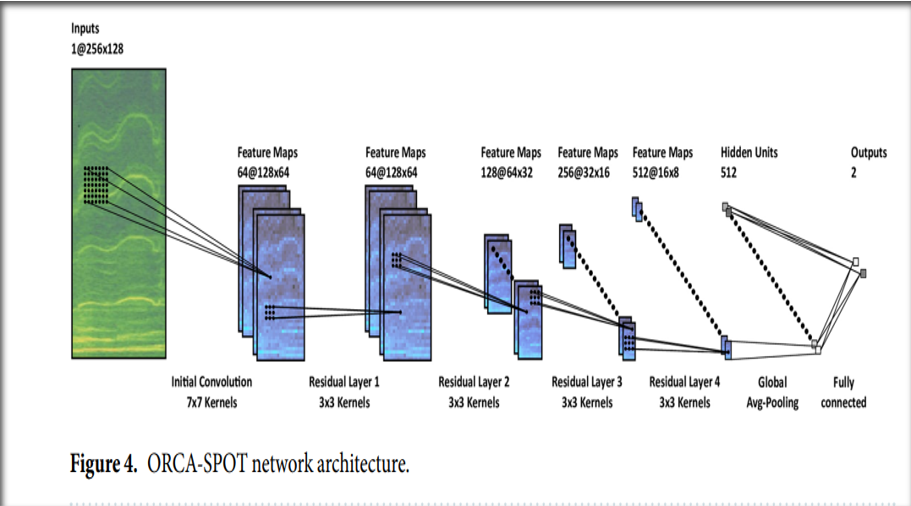 Inputs
1@256x128
Feature Maps
64@128x64
Feature Maps
64@128x64
Feature Maps
128@64x32
Feature Maps
256@32x16
Feature Maps
512@16x8
Hidden Units
512
Outputs
2
Initial Convolution
7x7 Kernels
Residual Layer 1
3x3 Kernels
Residual Layer 2
3x3 Kernels
Residual Layer 3
3x3 Kernels
Residual Layer 4
3x3 Kernels
Global
Avg-Pooling
Fully
connected
Figure 4. ORCA-SPOT network architecture.